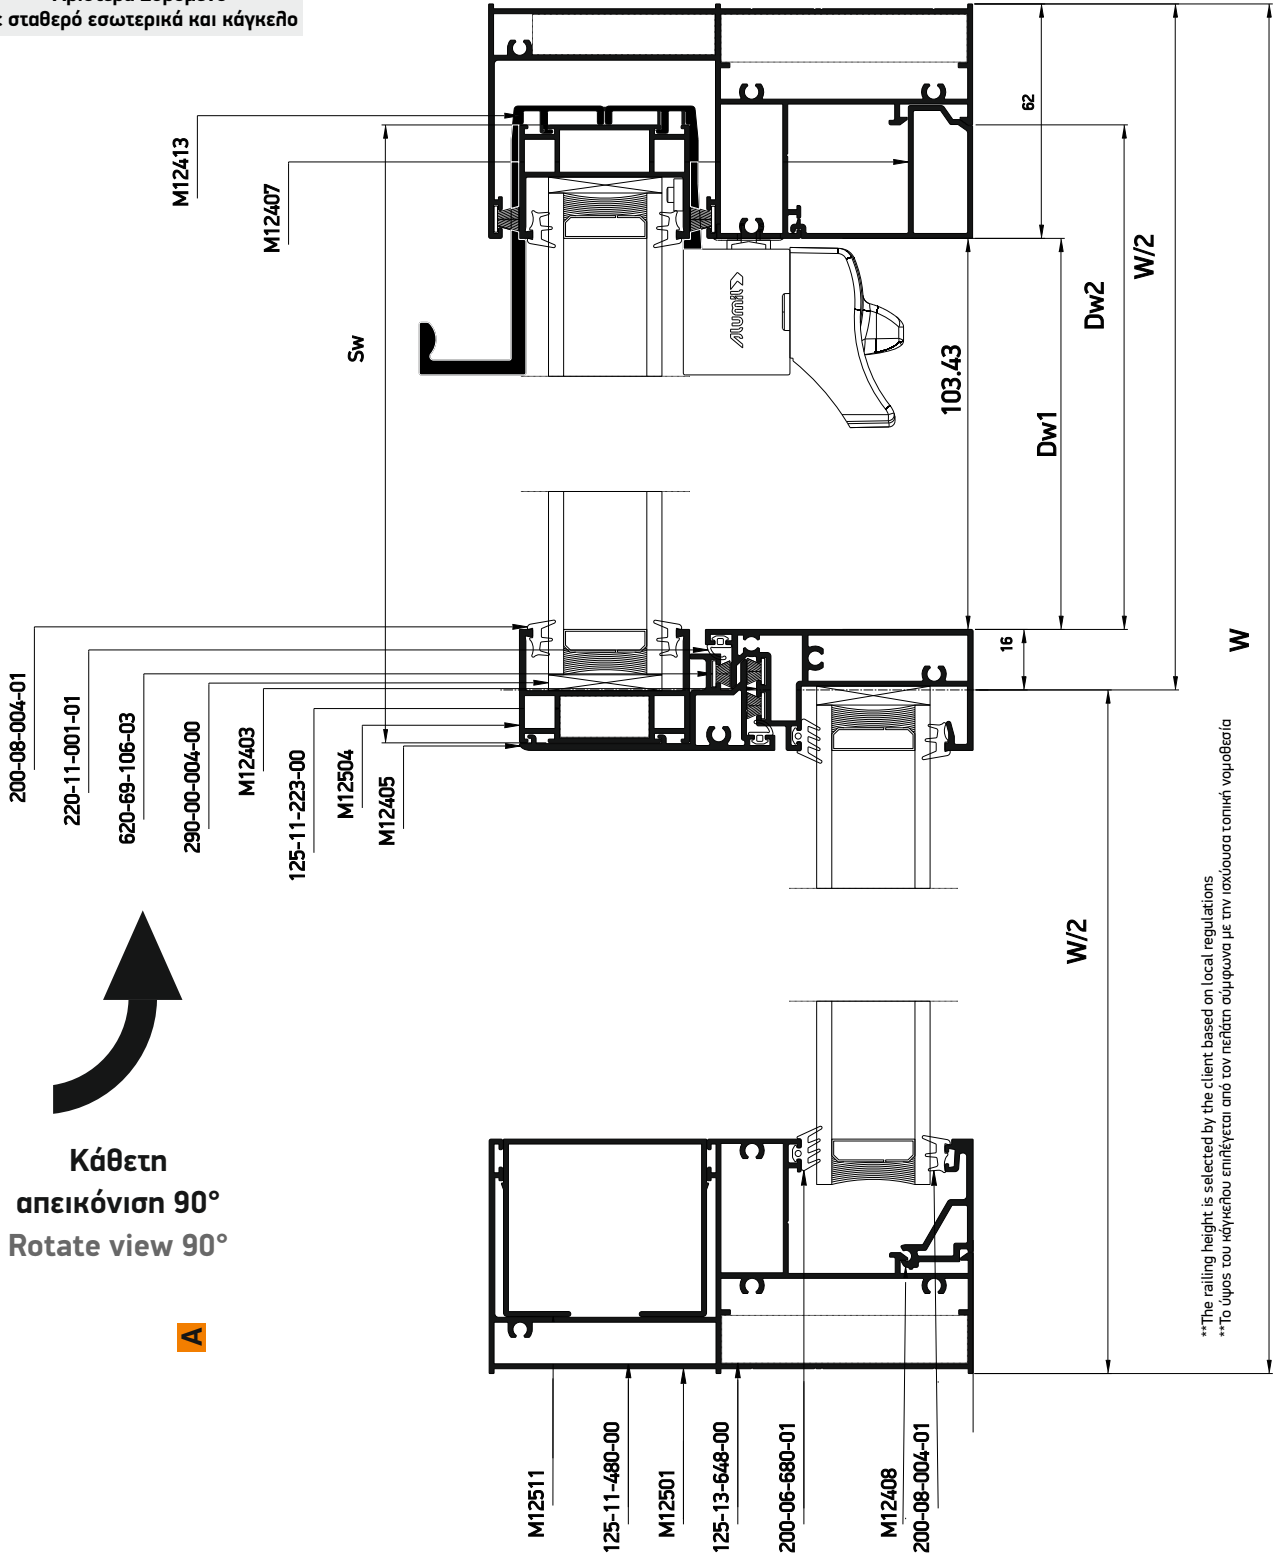 : σταθερό εσωτερικά και κάγκελο
M12413
M12407
Sw
62
W/2
Dw2
103.43
Dw1
16
W
200-08-004-01
220-11-001-01
620-69-106-03
290-00-004-00
M12403
125-11-223-00
M12504
M12405
W/2
Κάθετη
απεικόνιση 90°
Rotate view 90°
A
**The railing height is selected by the client based on local regulations
**Το ύψος του κάγκελου επιλέγεται από τον πελάτη σύμφωνα με την ισχύουσα τοπική νομοθεσία
M12511
125-11-480-00
M12501
125-13-648-00
200-06-680-01
M12408
200-08-004-01